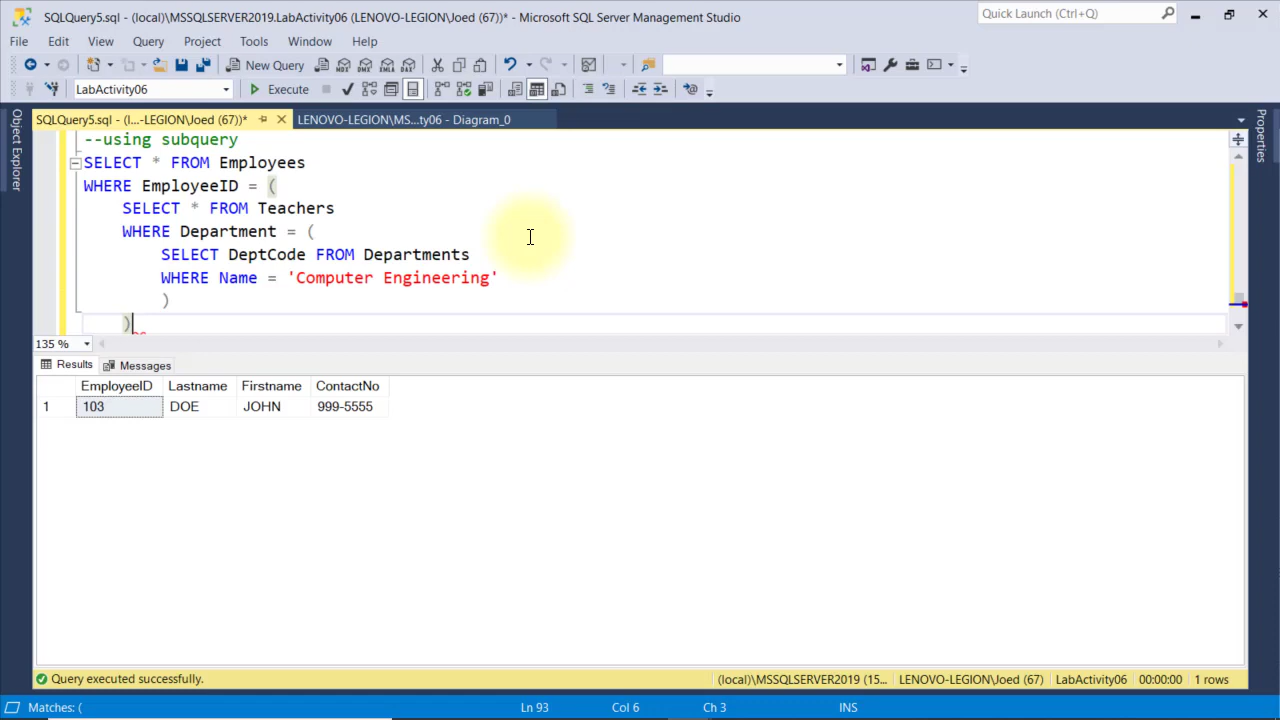 SQLQuery5.sql - (local)\MSSQLSERVER2019.LabActivity06 (LENOVO-LEGION\Joed (67))* - Microsoft SQL Server Management Studio
Quick Launch (Ctrl+Q)
File Edit View Query Project Tools Window Help
New Query
MDX DMX XMLA DAX
LabActivity06 Execute
SQLQuery5.sql - (l...-LEGION\Joed (67))* LENOVO-LEGION\MS...ty06 - Diagram_0
Object Explorer
Properties
--using subquery
SELECT * FROM Employees
WHERE EmployeeID = (
SELECT * FROM Teachers
WHERE Department = (
SELECT DeptCode FROM Departments
WHERE Name = 'Computer Engineering'
)
)
135 %
Results Messages
EmployeeID Lastname Firstname ContactNo
1 103 DOE JOHN 999-5555
Query executed successfully. (local)\MSSQLSERVER2019 (15... LENOVO-LEGION\Joed (67) LabActivity06 00:00:00 1 rows
Matches: ( Ln 93 Col 6 Ch 3 INS